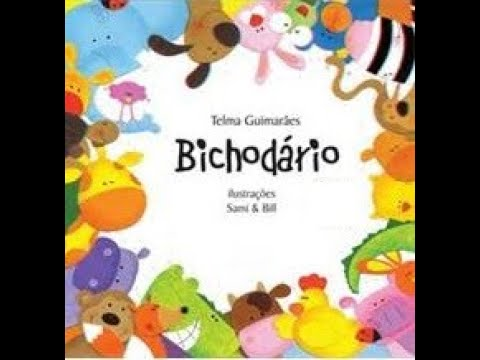 Telma Guimarães
Bichodário
ilustrações
Sami & Bill